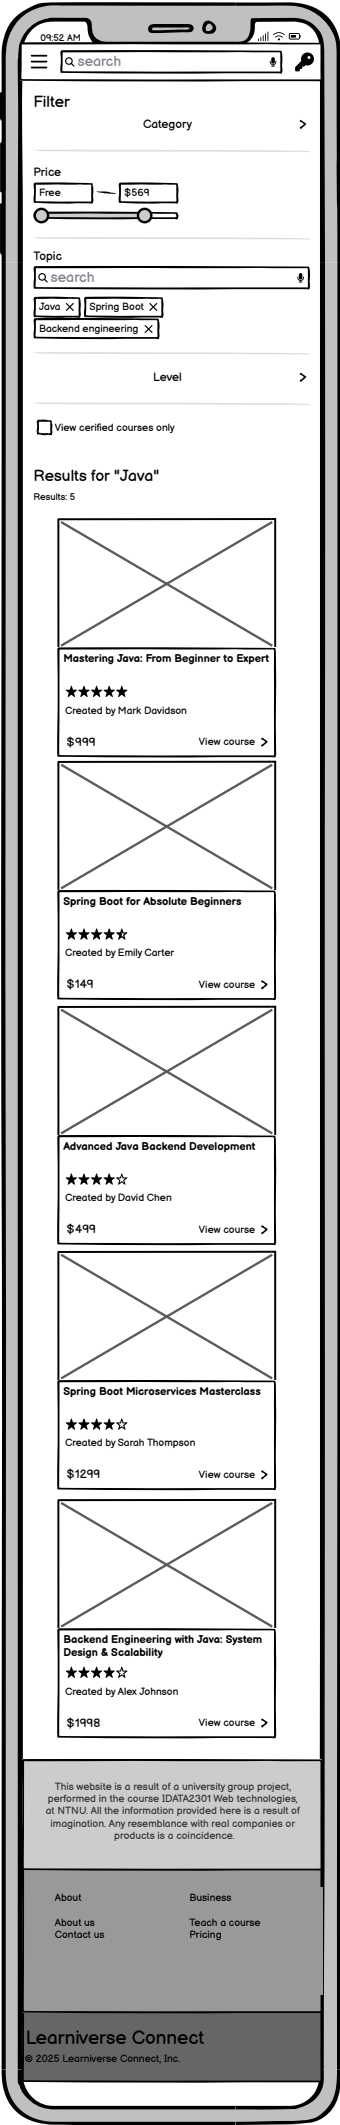 09:52 AM
search
Filter
Category
Price
Free
$569
Topic
search
Java
Spring Boot
Backend engineering
Level
View cerified courses only
Results for "Java"
Results: 5
Mastering Java: From Beginner to Expert
Created by Mark Davidson
$999
View course
Spring Boot for Absolute Beginners
Created by Emily Carter
$149
View course
Advanced Java Backend Development
Created by David Chen
$499
View course
Spring Boot Microservices Masterclass
Created by Sarah Thompson
$1299
View course
Backend Engineering with Java: System
Design & Scalability
Created by Alex Johnson
$1998
View course
This website is a result of a university group project,
performed in the course IDATA2301 Web technologies,
at NTNU. All the information provided here is a result of
imagination. Any resemblance with real companies or
products is a coincidence.
About
Business
About us
Teach a course
Contact us
Pricing
Learniverse Connect
© 2025 Learniverse Connect, Inc.